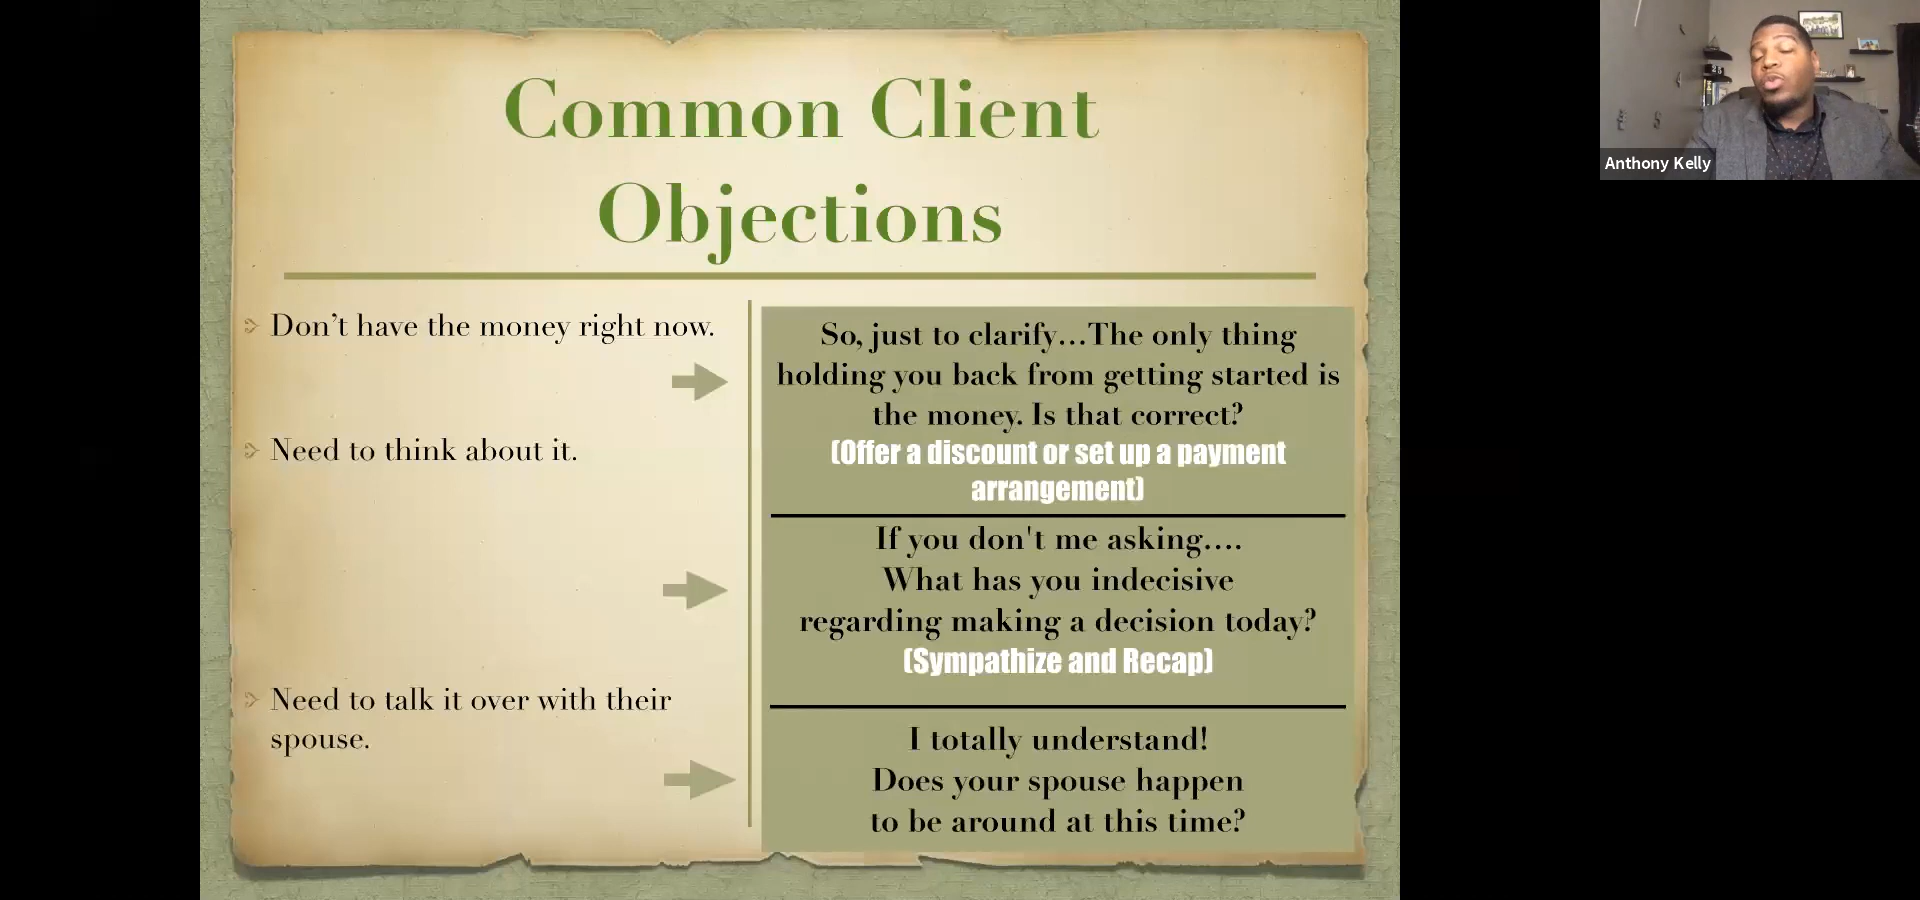 Common Client
Objections
Don’t have the money right now.
Need to think about it.
Need to talk it over with their
spouse.
So, just to clarify...The only thing
holding you back from getting started is
the money. Is that correct?
(Offer a discount or set up a payment
arrangement)
If you don't me asking....
What has you indecisive
regarding making a decision today?
(Sympathize and Recap)
I totally understand!
Does your spouse happen
to be around at this time?
Anthony Kelly